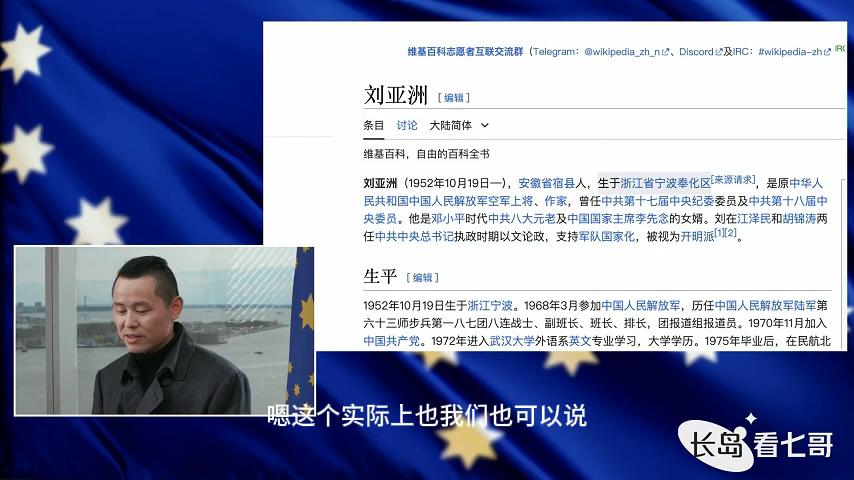 维基百科志愿者互联交流群（Telegram：@wikipedia_zh_n、Discord及IRC：#wikipedia-zh
IRC
刘亚洲 [编辑]
条目 讨论 大陆简体
维基百科，自由的百科全书
刘亚洲（1952年10月19日—），安徽省宿县人，生于浙江省宁波奉化区[来源请求]，是原中华人
民共和国中国人民解放军空军上将、作家，曾任中共第十七届中央纪委委员及中共第十八届中
央委员。他是邓小平时代中共八大元老及中国国家主席李先念的女婿。刘在江泽民和胡锦涛两
任中共中央总书记执政时期以文论政，支持军队国家化，被视为开明派[1][2]。
生平 [编辑]
1952年10月19日生于浙江宁波。1968年3月参加中国人民解放军，历任中国人民解放军陆军第
六十三师步兵第一八七团八连战士、副班长、班长、排长，团报道组报道员。1970年11月加入
中国共产党。1972年进入武汉大学外语系英文专业学习，大学学历。1975年毕业后，在民航北
嗯这个实际上也我们也可以说
长岛看七哥